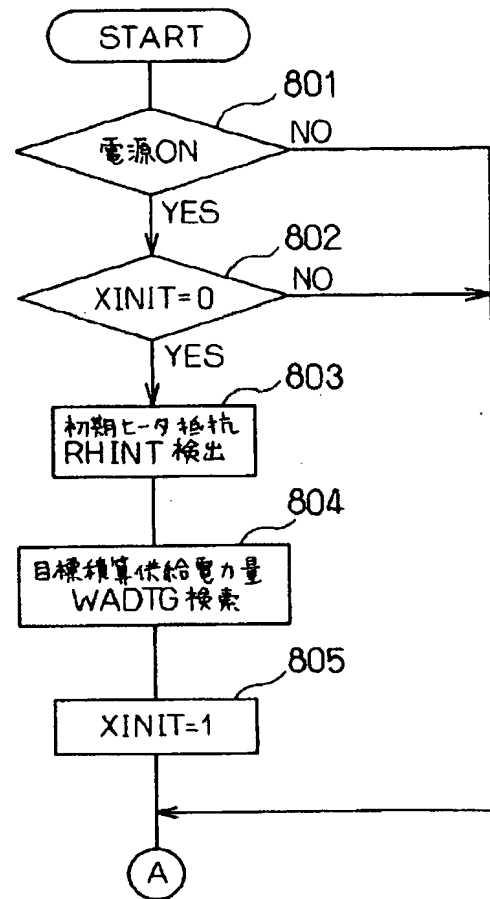 START
801
電源ON
NO
YES
802
XINIT=0
NO
YES
803
初期ヒータ抵抗
RHINT 検出
804
目標積算供給電力量
WADTG 検索
805
XINIT=1
A